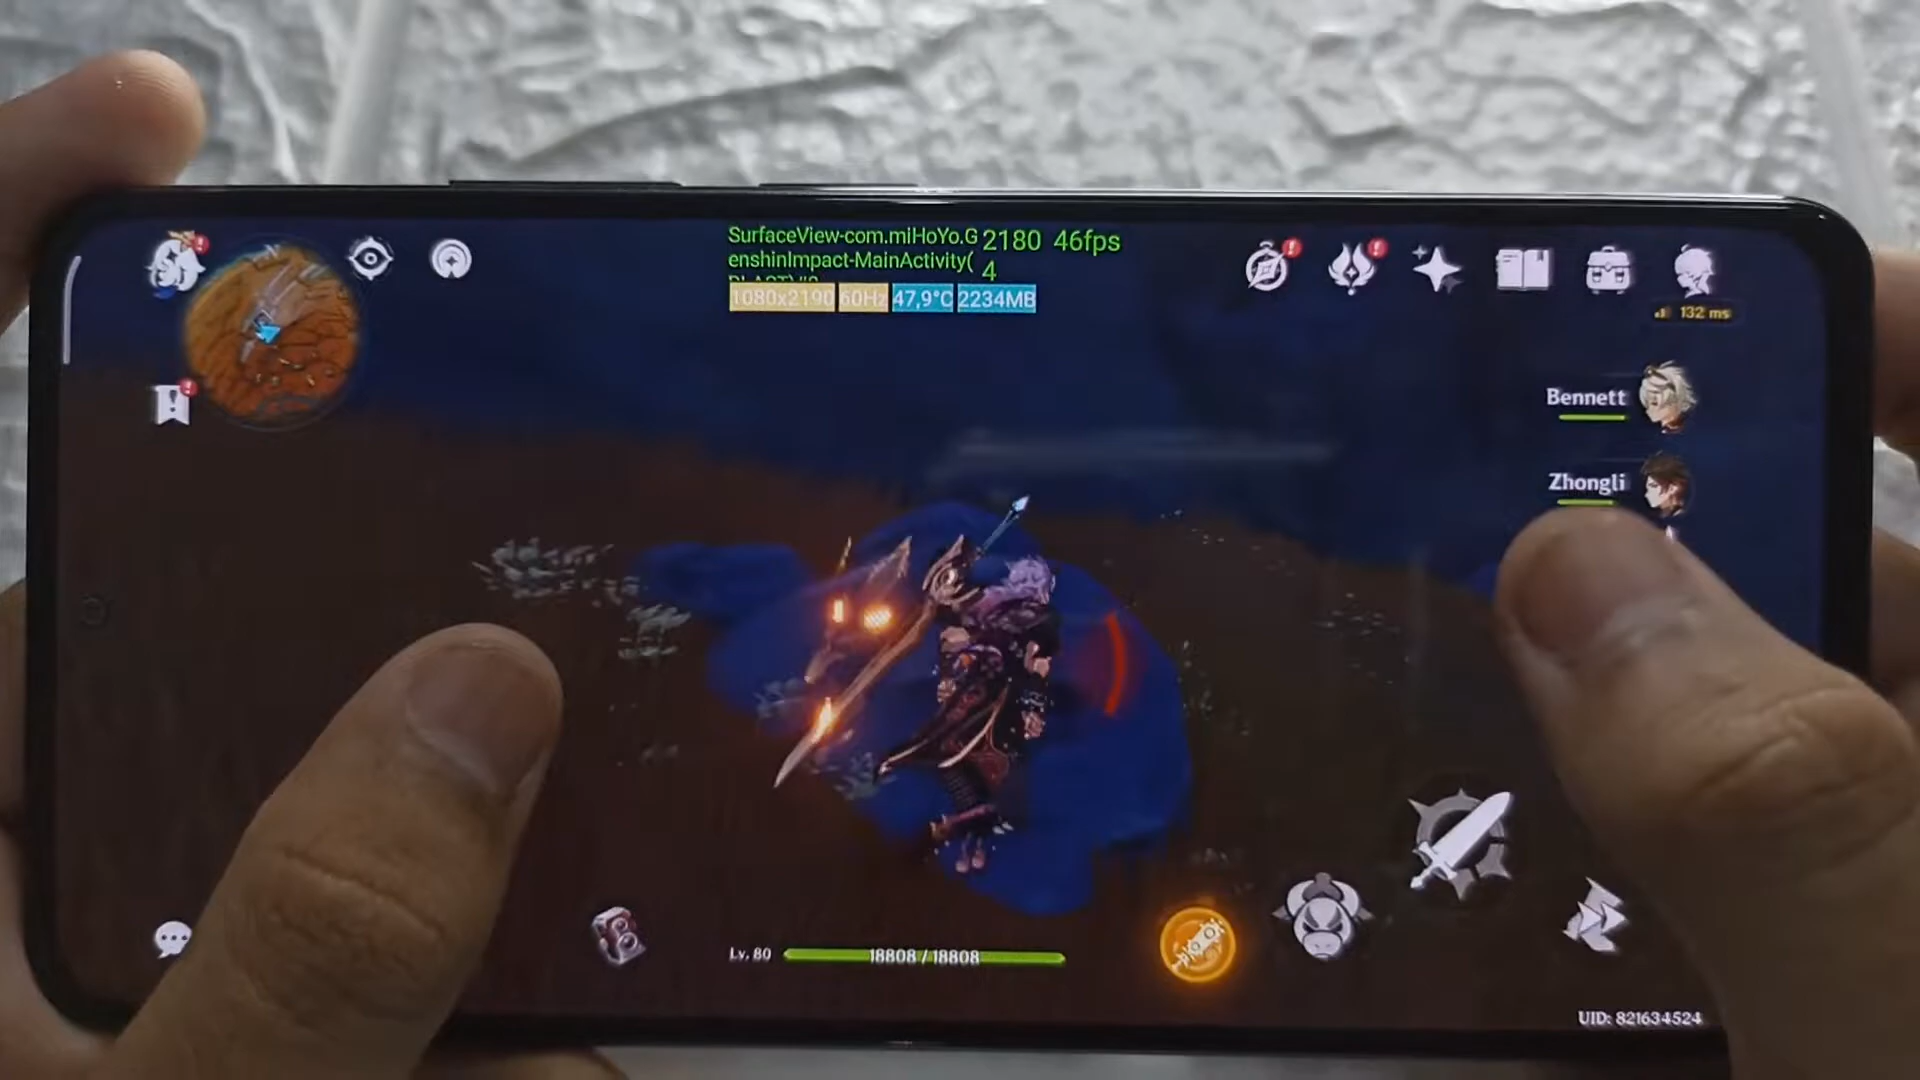 SurfaceView-com.miHoYo.G 2180 46fps
enshinImpact-MainActivity( 4
1080x2190 60Hz 47,9°C 2234MB
132 ms
Bennett
Zhongli
Lv. 80 18808 / 18808
UID: 821634524